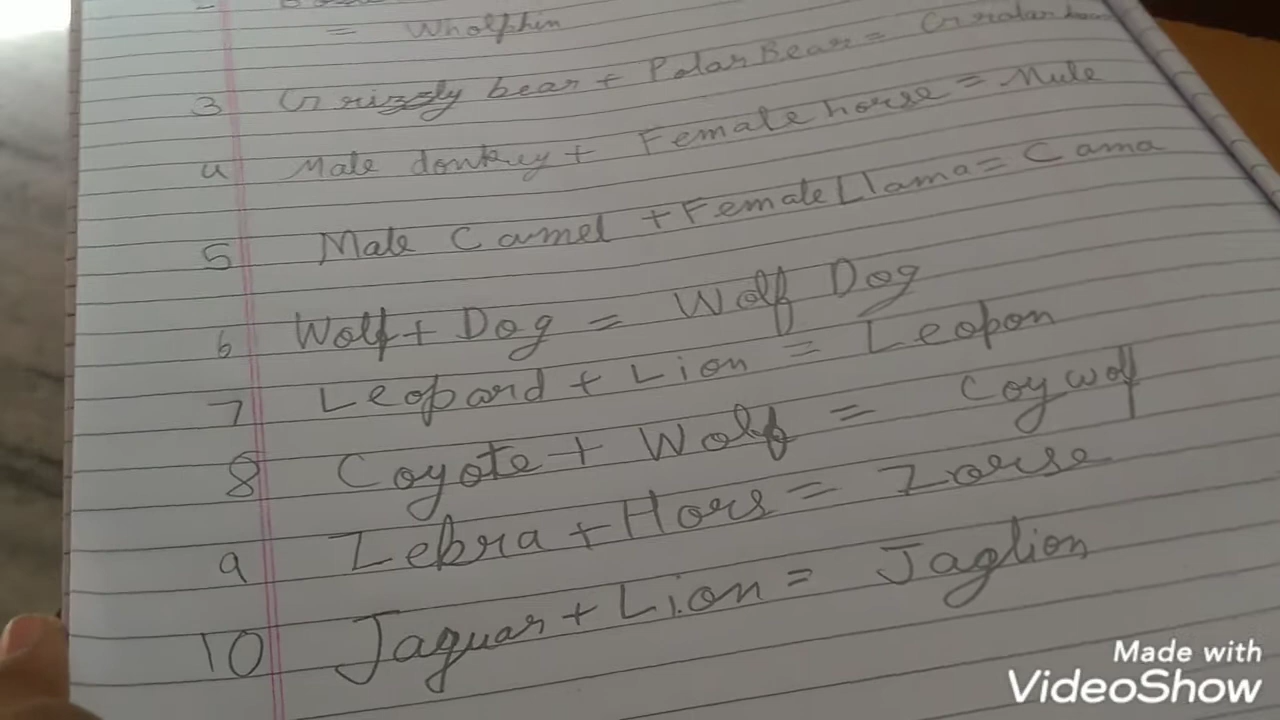 = Wholphin
3 Grizzly bear + Polar Bear =
4 Male donkey + Female horse = Mule
5 Male Camel + Female Llama = Cama
6 Wolf + Dog = Wolf Dog
7 Leopard + Lion = Leopon
8 Coyote + Wolf = Coy wolf
9 Zebra + Hors = Zorse
10 Jaguar + Lion = Jaglion
Made with
VideoShow